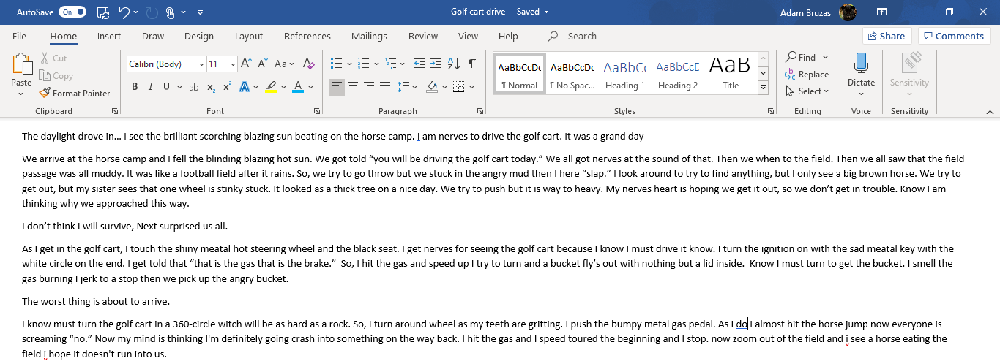 AutoSave On Golf cart drive - Saved Adam Bruzas
File Home Insert Draw Design Layout References Mailings Review View Help Search Share Comments
Paste Cut Copy Format Painter Clipboard
Calibri (Body) 11 Font
Paragraph
AaBbCcDc ¶ Normal AaBbCcDc ¶ No Spac... AaBbC Heading 1 AaBbCcD Heading 2 AaB Title Styles
Find Replace Select Editing
Dictate Voice
Sensitivity Sensitivity
The daylight drove in... I see the brilliant scorching blazing sun beating on the horse camp. I am nerves to drive the golf cart. It was a grand day
We arrive at the horse camp and I fell the blinding blazing hot sun. We got told “you will be driving the golf cart today.” We all got nerves at the sound of that. Then we when to the field. Then we all saw that the field
passage was all muddy. It was like a football field after it rains. So, we try to go throw but we stuck in the angry mud then I here “slap.” I look around to try to find anything, but I only see a big brown horse. We try to
get out, but my sister sees that one wheel is stinky stuck. It looked as a thick tree on a nice day. We try to push but it is way to heavy. My nerves heart is hoping we get it out, so we don’t get in trouble. Know I am
thinking why we approached this way.
I don’t think I will survive, Next surprised us all.
As I get in the golf cart, I touch the shiny meatal hot steering wheel and the black seat. I get nerves for seeing the golf cart because I know I must drive it know. I turn the ignition on with the sad meatal key with the
white circle on the end. I get told that “that is the gas that is the brake.”  So, I hit the gas and speed up I try to turn and a bucket fly’s out with nothing but a lid inside.  Know I must turn to get the bucket. I smell the
gas burning I jerk to a stop then we pick up the angry bucket.
The worst thing is about to arrive.
I know must turn the golf cart in a 360-circle witch will be as hard as a rock. So, I turn around wheel as my teeth are gritting. I push the bumpy metal gas pedal. As I do I almost hit the horse jump now everyone is
screaming “no.” Now my mind is thinking I'm definitely going crash into something on the way back. I hit the gas and I speed toured the beginning and I stop. now zoom out of the field and i see a horse eating the
field i hope it doesn't run into us.